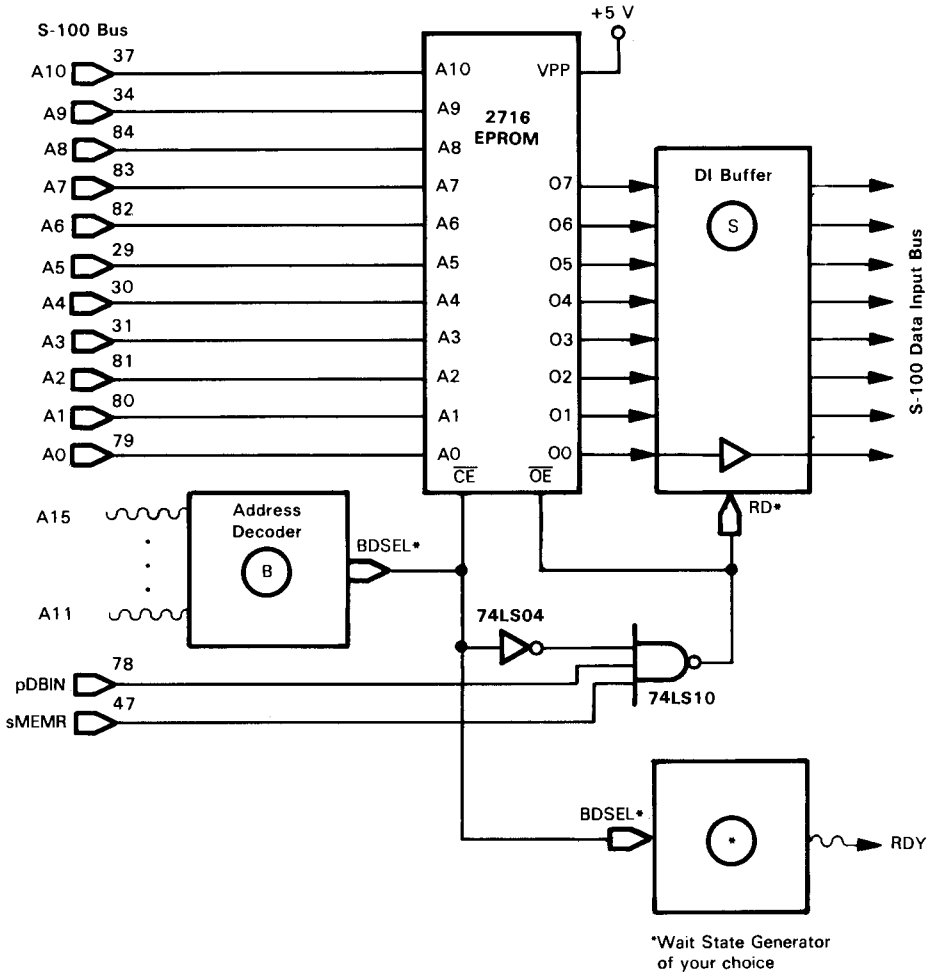 +5 V
S-100 Bus
A10 37 A10 VPP
A9 34 A9
2716
EPROM
A8 84 A8
A7 83 A7 O7
DI Buffer
A6 82 A6 O6 S
A5 29 A5 O5
A4 30 A4 O4
A3 31 A3 O3
A2 81 A2 O2
A1 80 A1 O1
A0 79 A0 O0
S-100 Data Input Bus
CE OE
RD*
A15
Address
Decoder
B
BDSEL*
A11
74LS04
pDBIN 78
74LS10
sMEMR 47
BDSEL*
*
RDY
*Wait State Generator
of your choice